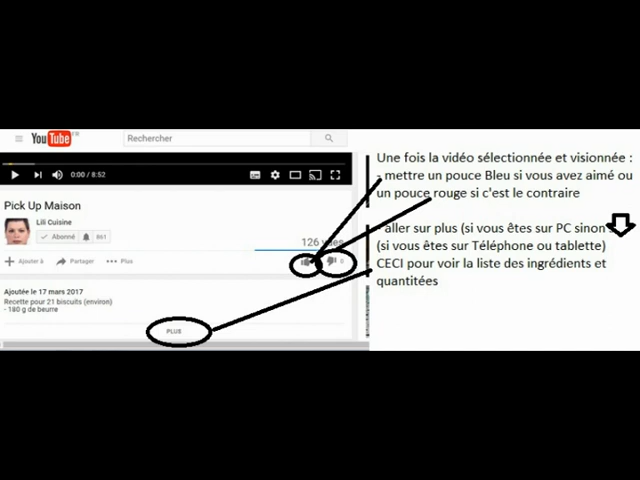 YouTube FR
Rechercher
0:00 / 8:52
Pick Up Maison
Lili Cuisine
Abonné 861
126 vues
Ajouter à Partager Plus
0
Ajoutée le 17 mars 2017
Recette pour 21 biscuits (environ)
- 180 g de beurre
PLUS
Une fois la vidéo sélectionnée et visionnée :
- mettre un pouce Bleu si vous avez aimé ou
un pouce rouge si c'est le contraire
- aller sur plus (si vous êtes sur PC sinon
(si vous êtes sur Téléphone ou tablette)
CECI pour voir la liste des ingrédients et
quantitées